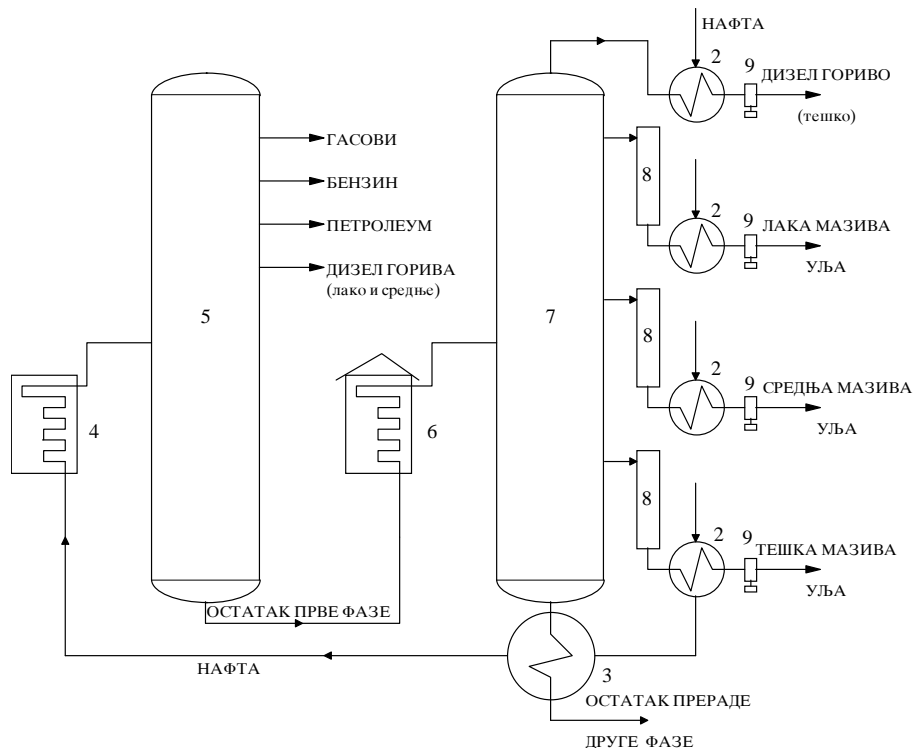 НАФТА
2
9
ДИЗЕЛ ГОРИВО
(тешко)
ГАСОВИ
БЕНЗИН
ПЕТРОЛЕУМ
ДИЗЕЛ ГОРИВА
(лако и средње)
8
2
9
ЛАКА МАЗИВА
УЉА
5
7
8
2
9
СРЕДЊА МАЗИВА
УЉА
4
6
8
2
9
ТЕШКА МАЗИВА
УЉА
ОСТАТАК ПРВЕ ФАЗЕ
НАФТА
3
ОСТАТАК ПРЕРАДЕ
ДРУГЕ ФАЗЕ